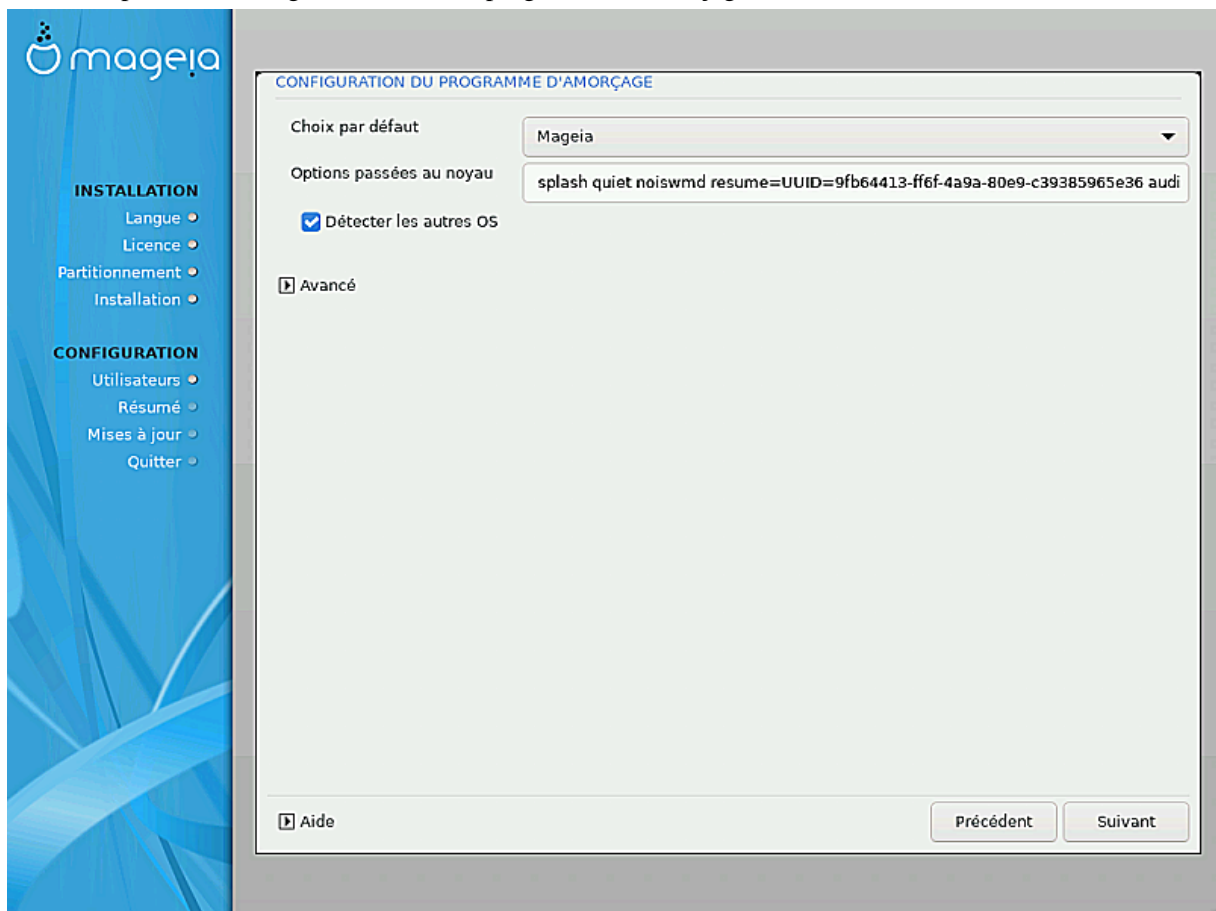 mageia
INSTALLATION
Langue
Licence
Partitionnement
Installation
CONFIGURATION
Utilisateurs
Résumé
Mises à jour
Quitter
CONFIGURATION DU PROGRAMME D'AMORÇAGE
Choix par défaut
Mageia
Options passées au noyau
splash quiet noiswmd resume=UUID=9fb64413-ff6f-4a9a-80e9-c39385965e36 audi
Détecter les autres OS
Avancé
Aide
Précédent
Suivant